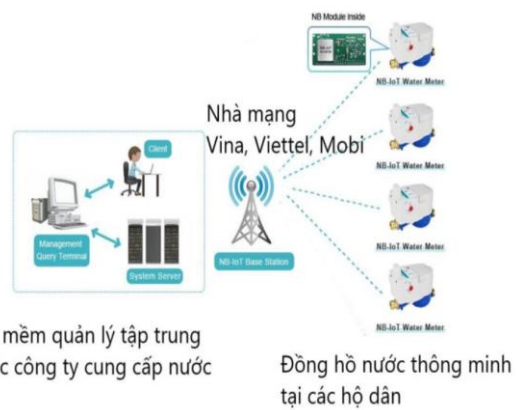 NB Module Inside
NB-IoT Water Meter
Nhà mạng
Vina, Viettel, Mobi
Client
NB-IoT Water Meter
Management
Query Terminal
System Server
NB-IoT Base Station
NB-IoT Water Meter
NB-IoT Water Meter
mềm quản lý tập trung
công ty cung cấp nước
Đồng hồ nước thông minh
tại các hộ dân